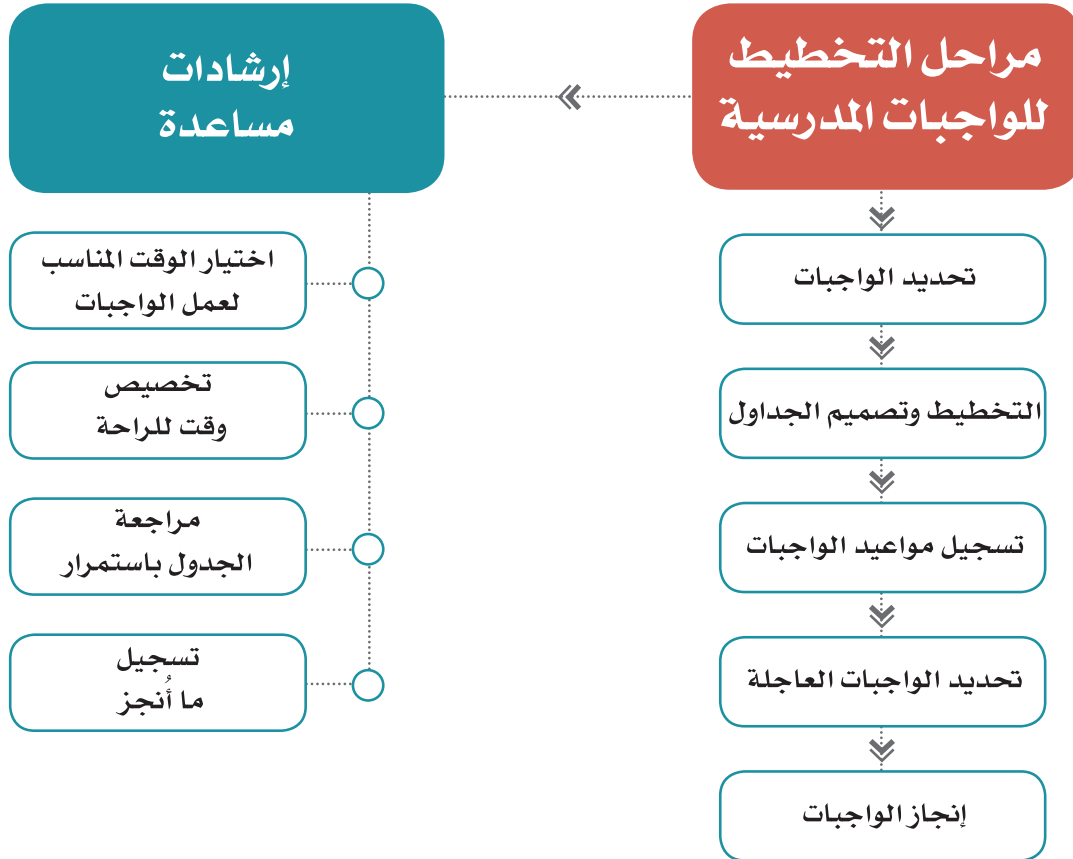 مراحل التخطيط
للواجبات المدرسية
تحديد الواجبات
التخطيط وتصميم الجداول
تسجيل مواعيد الواجبات
تحديد الواجبات العاجلة
إنجاز الواجبات
إرشادات
مساعدة
اختيار الوقت المناسب
لعمل الواجبات
تخصيص
وقت للراحة
مراجعة
الجدول باستمرار
تسجيل
ما أُنجز